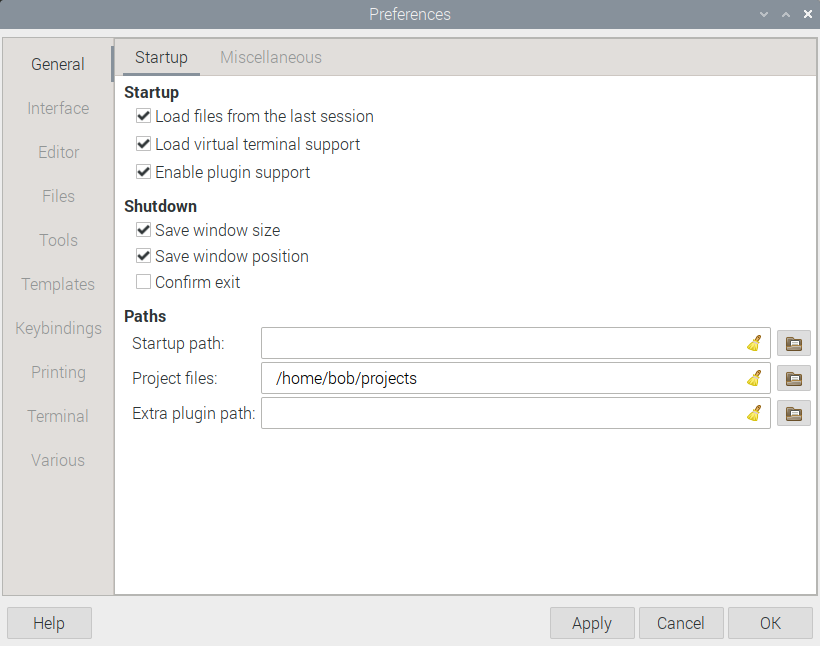 Preferences
General
Interface
Editor
Files
Tools
Templates
Keybindings
Printing
Terminal
Various
Startup Miscellaneous
Startup
Load files from the last session
Load virtual terminal support
Enable plugin support
Shutdown
Save window size
Save window position
Confirm exit
Paths
Startup path:
Project files: /home/bob/projects
Extra plugin path:
Help Apply Cancel OK